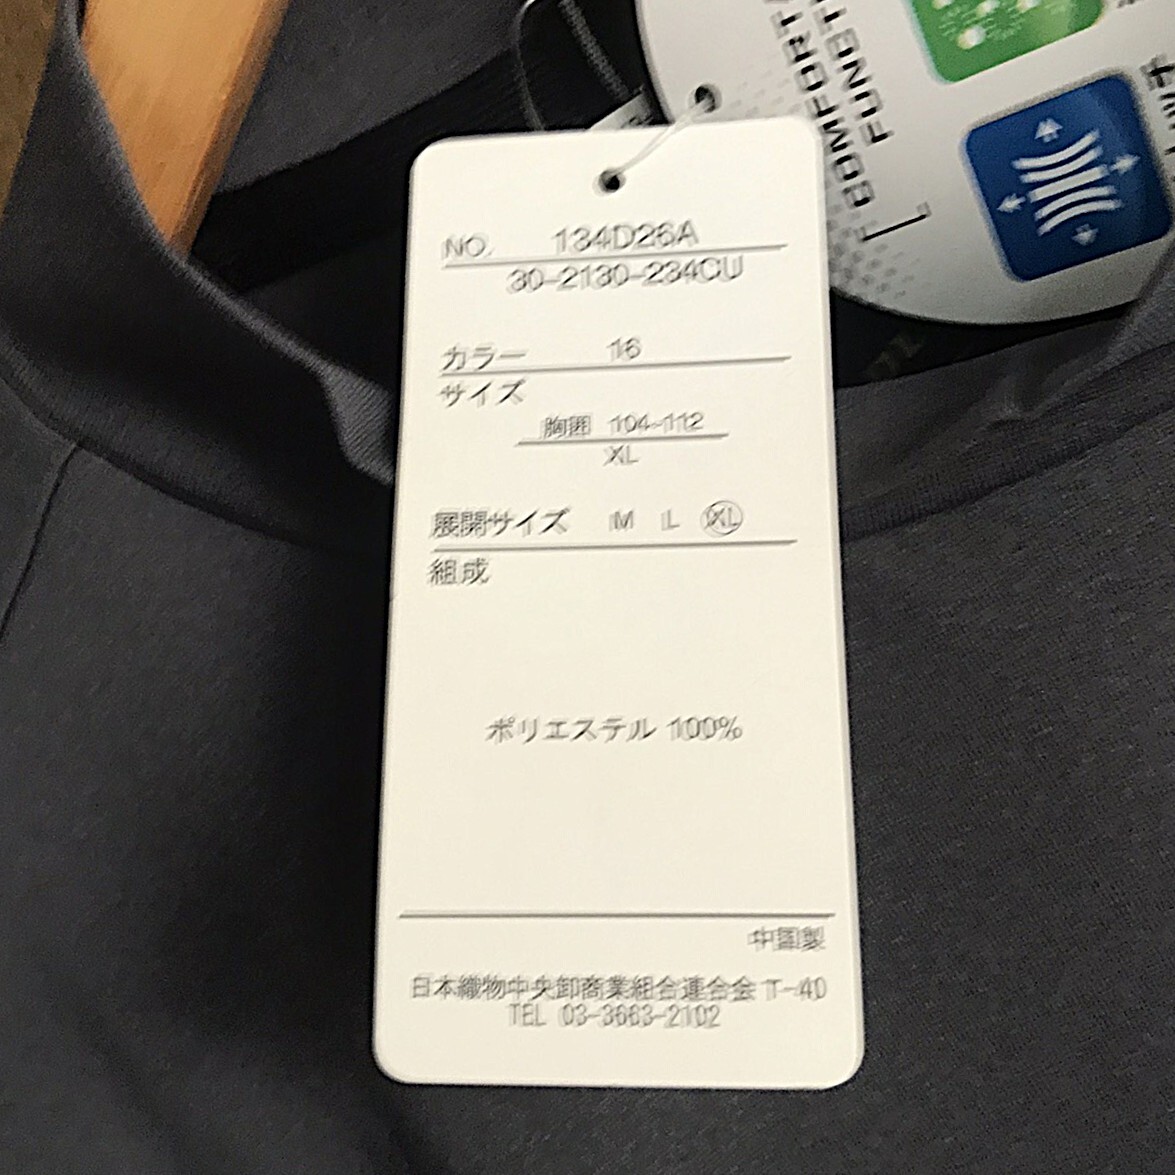 COMFORT
FUNCT
NO. 134D26A
30-2130-234CU
カラー 16
サイズ
胸囲 104~112
XL
展開サイズ M L XL
組成
ポリエステル 100%
中国製
日本織物中央卸商業組合連合会 T-40
TEL 03-3663-2102